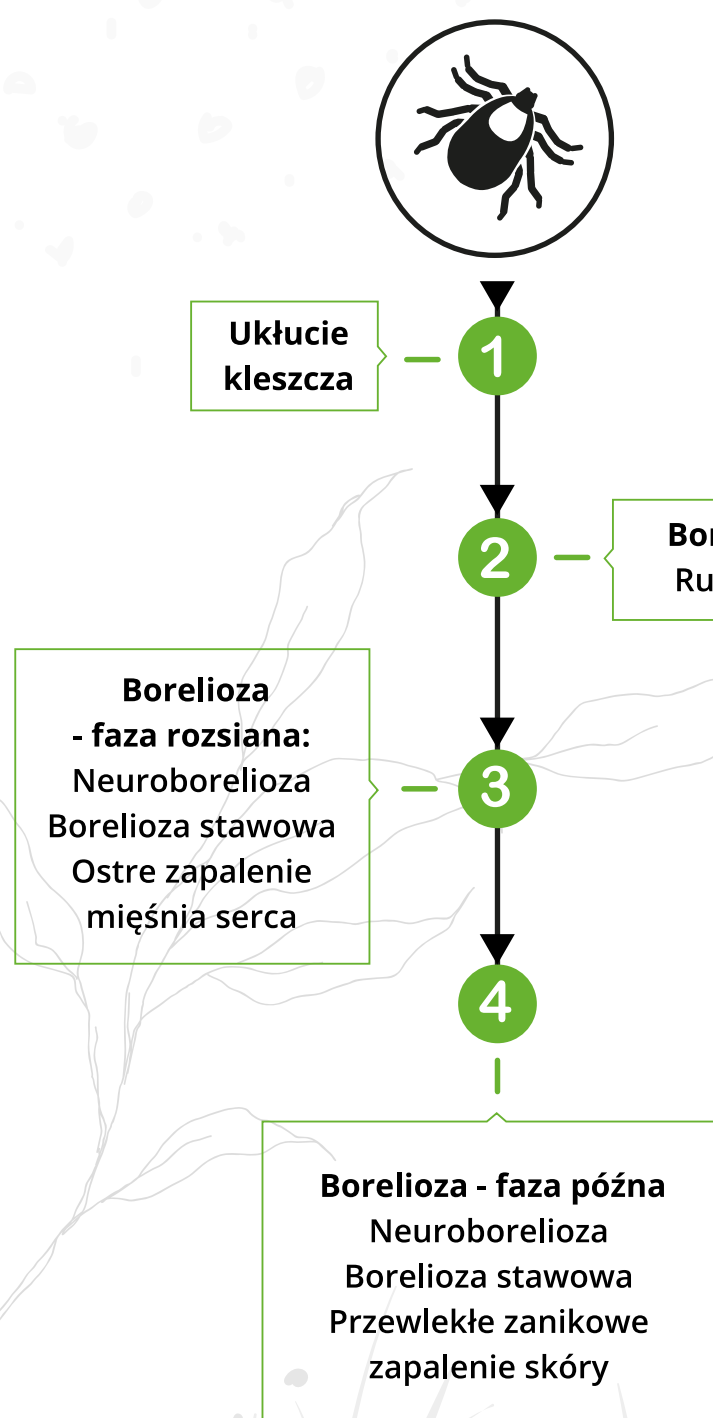 Ukłucie
kleszcza
1
2
Borelioza
- faza rozsiana:
Neuroborelioza
Borelioza stawowa
Ostre zapalenie
mięśnia serca
3
4
Borelioza - faza późna
Neuroborelioza
Borelioza stawowa
Przewlekłe zanikowe
zapalenie skóry